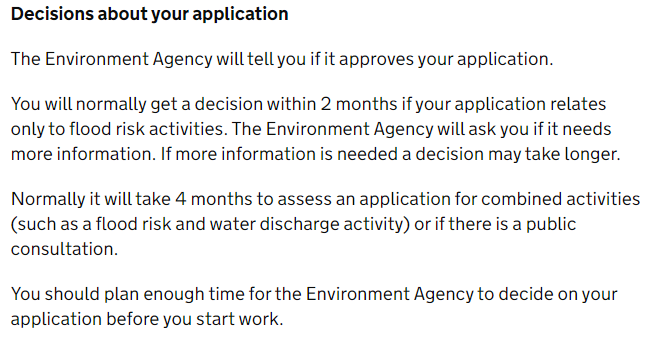 Decisions about your application
The Environment Agency will tell you if it approves your application.
You will normally get a decision within 2 months if your application relates
only to flood risk activities. The Environment Agency will ask you if it needs
more information. If more information is needed a decision may take longer.
Normally it will take 4 months to assess an application for combined activities
(such as a flood risk and water discharge activity) or if there is a public
consultation.
You should plan enough time for the Environment Agency to decide on your
application before you start work.